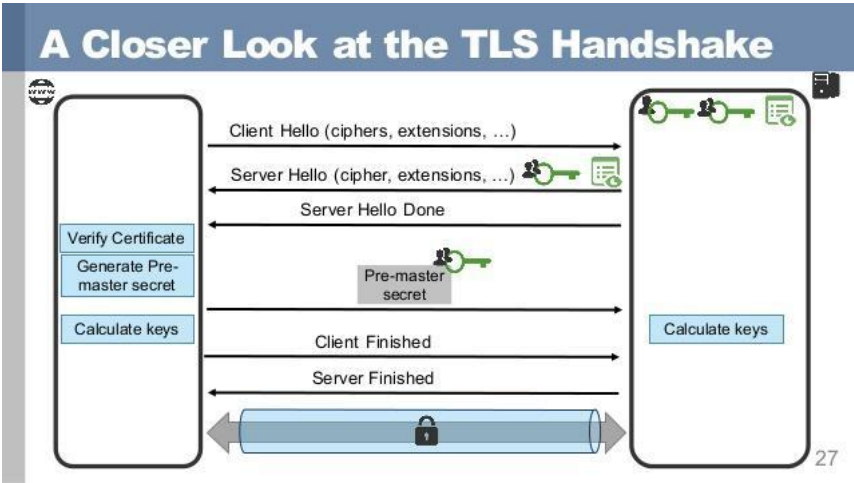 A Closer Look at the TLS Handshake
www
Client Hello (ciphers, extensions, ...)
Server Hello (cipher, extensions, ...)
Server Hello Done
Verify Certificate
Generate Pre-
master secret
Pre-master
secret
Calculate keys
Calculate keys
Client Finished
Server Finished
27